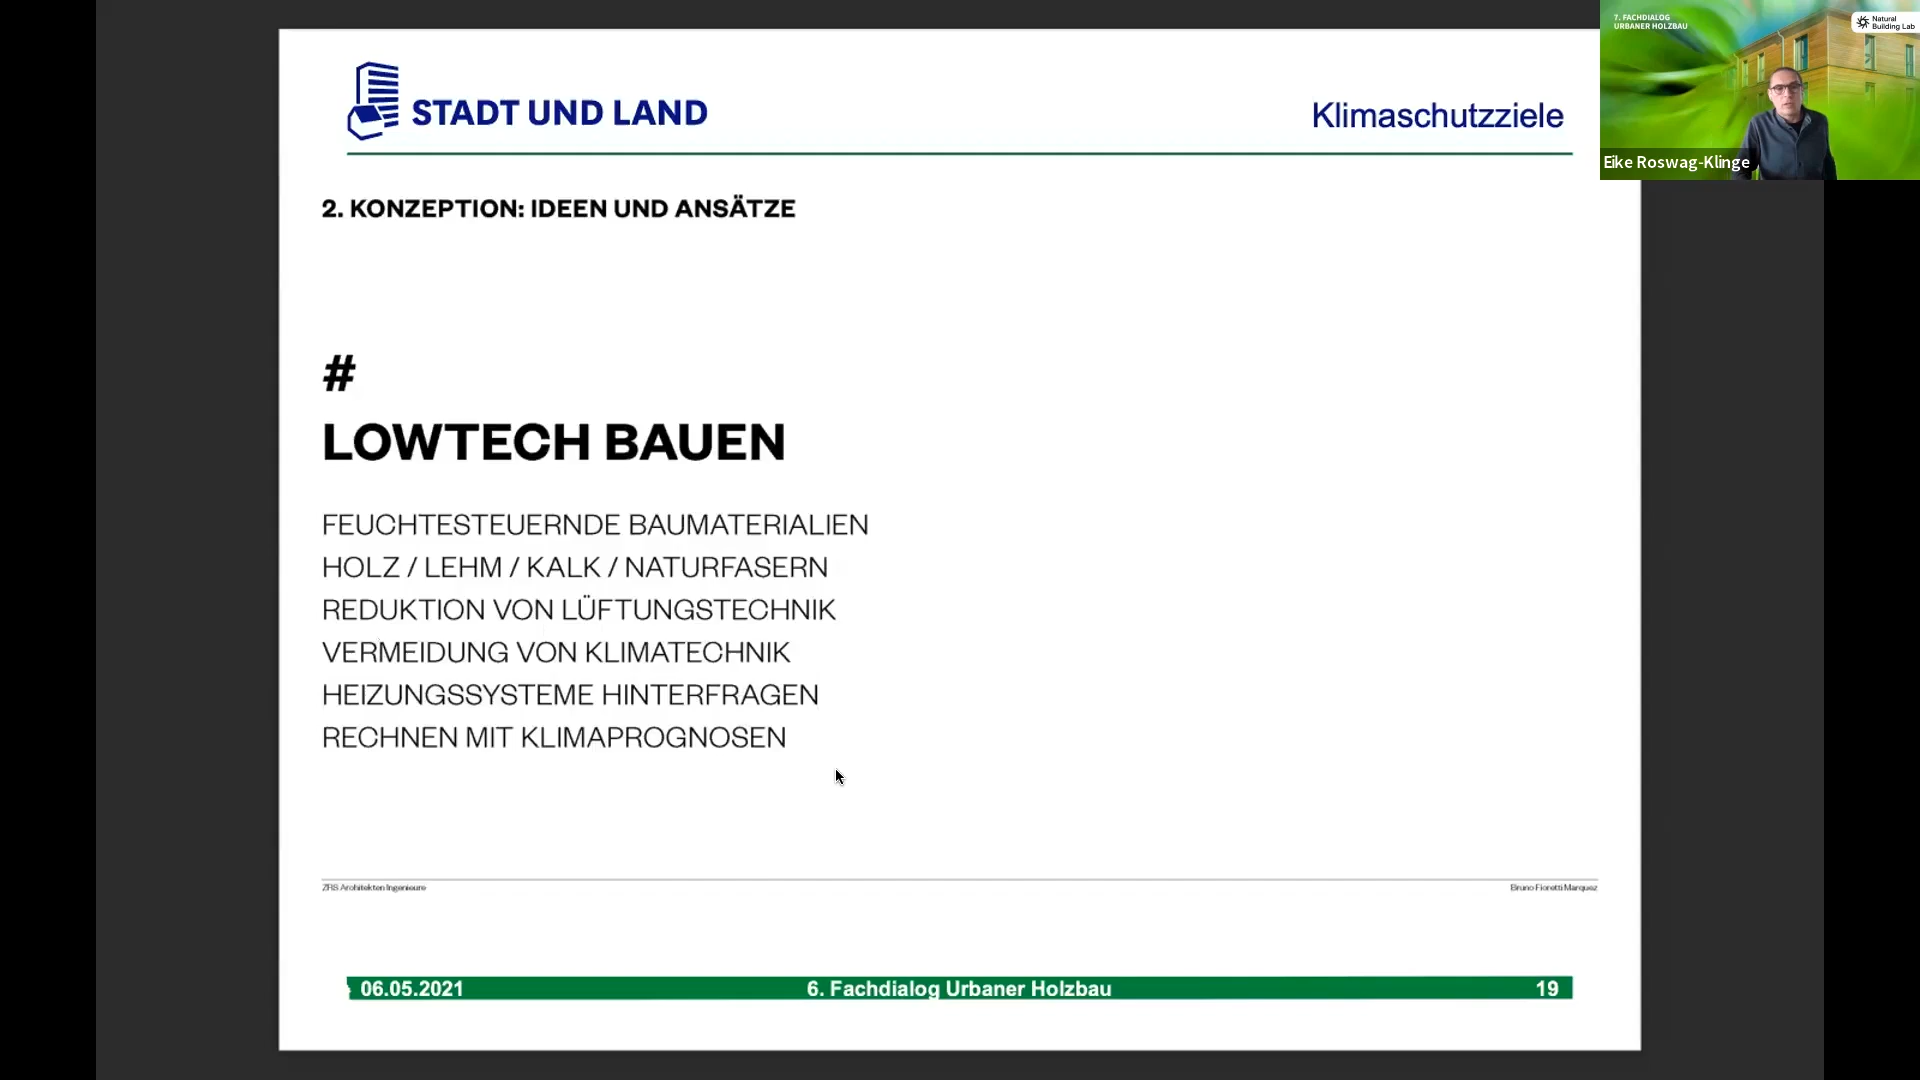 7. FACHDIALOG
URBANER HOLZBAU
Natural
Building Lab
Eike Roswag-Klinge
STADT UND LAND
Klimaschutzziele
2. KONZEPTION: IDEEN UND ANSÄTZE
#
LOWTECH BAUEN
FEUCHTESTEUERNDE BAUMATERIALIEN
HOLZ / LEHM / KALK / NATURFASERN
REDUKTION VON LÜFTUNGSTECHNIK
VERMEIDUNG VON KLIMATECHNIK
HEIZUNGSSYSTEME HINTERFRAGEN
RECHNEN MIT KLIMAPROGNOSEN
ZRS Architekten Ingenieure
Bruno Fioretti Marquez
06.05.2021
6. Fachdialog Urbaner Holzbau
19